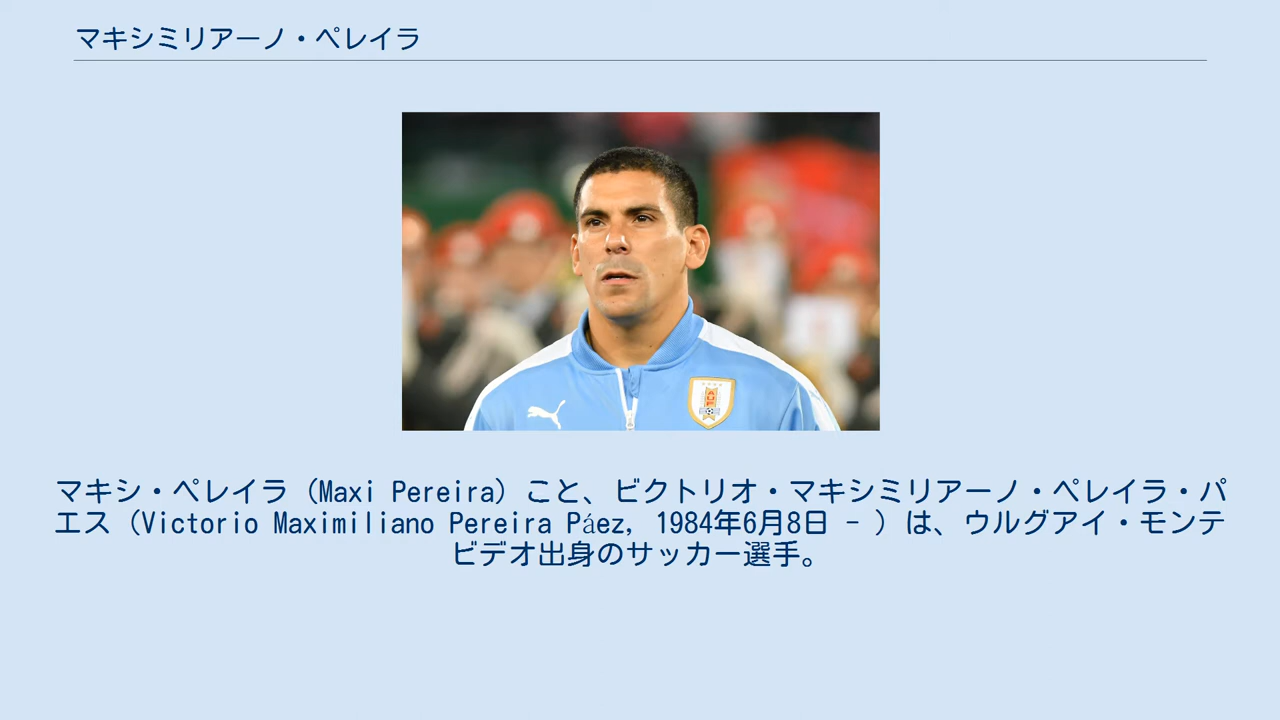 マキシミリアーノ・ペレイラ
マキシ・ペレイラ（Maxi Pereira）こと、ビクトリオ・マキシミリアーノ・ペレイラ・パ
エス（Victorio Maximiliano Pereira Páez, 1984年6月8日 - ）は、ウルグアイ・モンテ
ビデオ出身のサッカー選手。
AUF